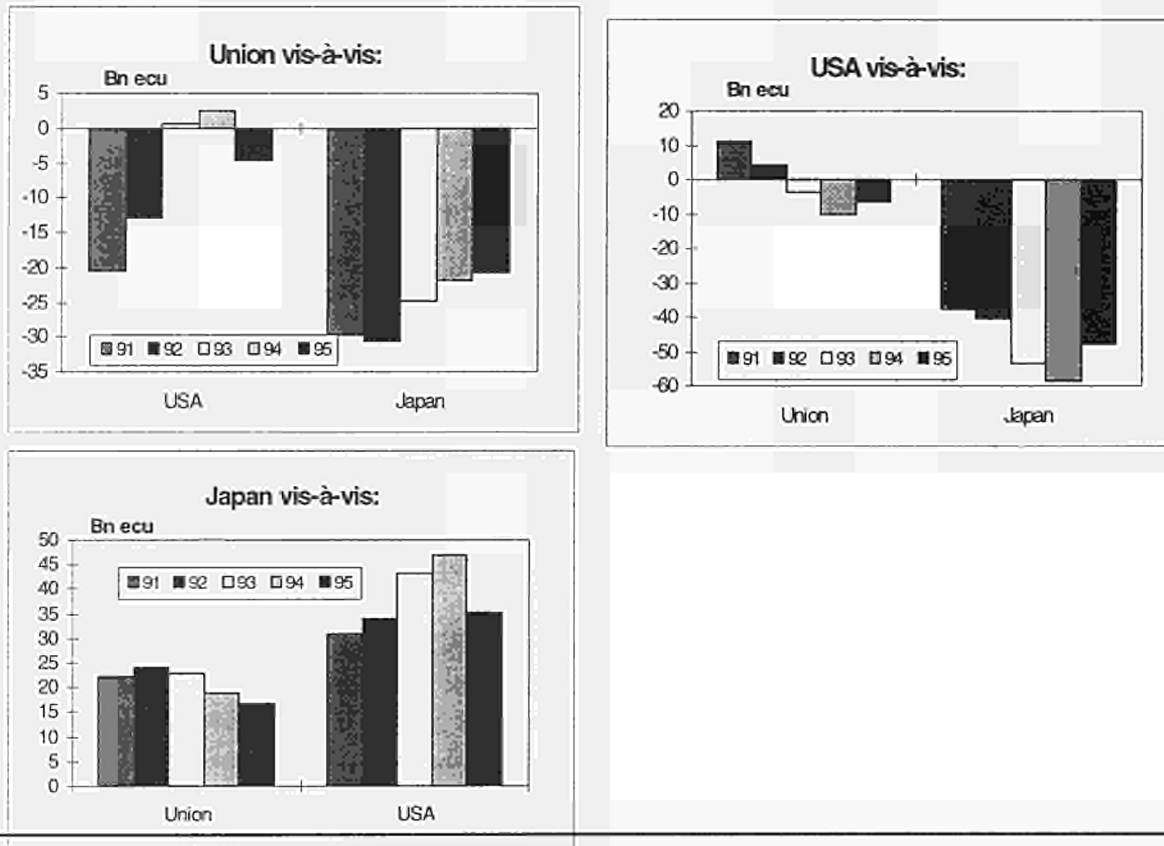 Union vis-à-vis:
Bn ecu
5
0
-5
-10
-15
-20
-25
-30
-35
91 92 93 94 95
USA Japan
USA vis-à-vis:
Bn ecu
20
10
0
-10
-20
-30
-40
-50
-60
91 92 93 94 95
Union Japan
Japan vis-à-vis:
Bn ecu
50
45
40
35
30
25
20
15
10
5
0
91 92 93 94 95
Union USA